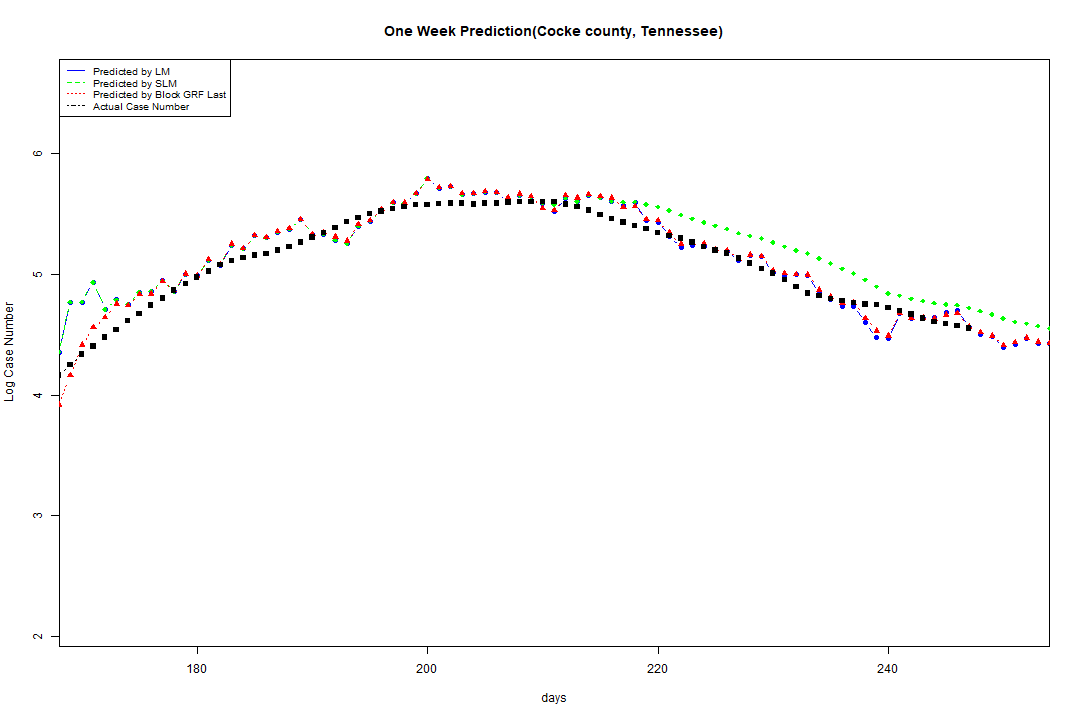 One Week Prediction(Cocke county, Tennessee)
Predicted by LM
Predicted by SLM
Predicted by Block GRF Last
Actual Case Number
6
5
4
3
2
Log Case Number
180 200 220 240
days